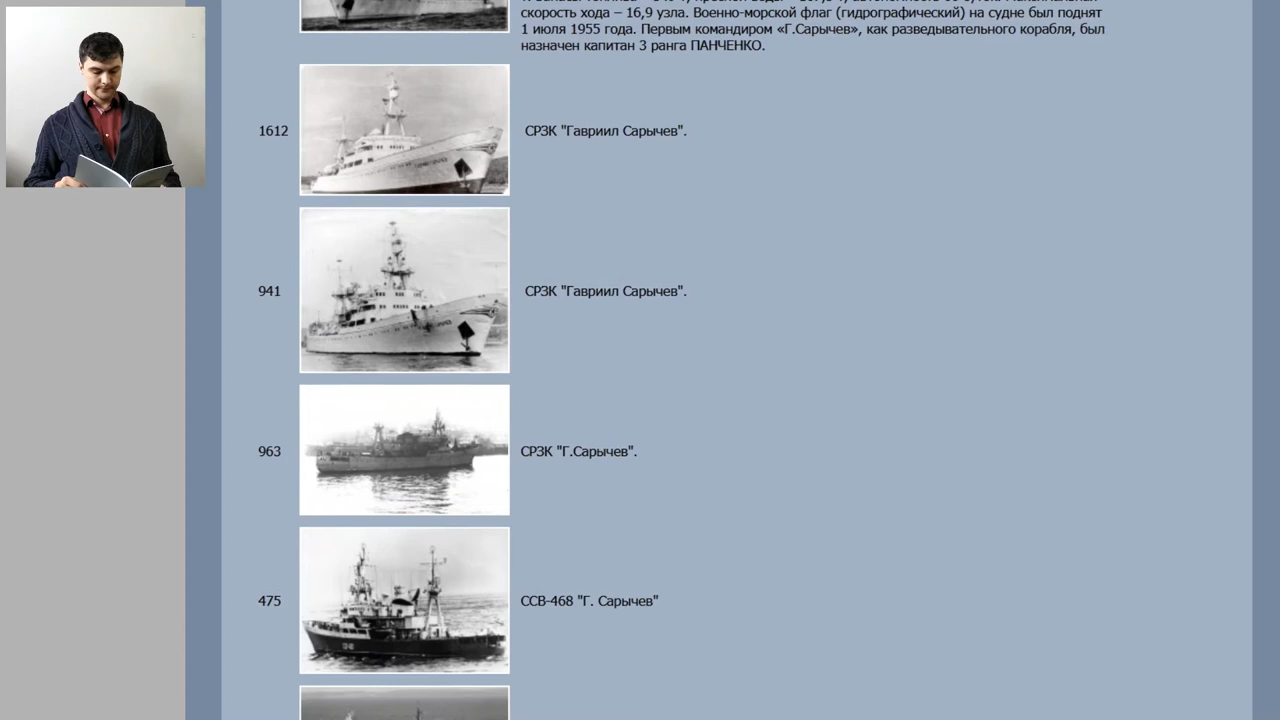 скорость хода – 16,9 узла. Военно-морской флаг (гидрографический) на судне был поднят
1 июля 1955 года. Первым командиром «Г.Сарычев», как разведывательного корабля, был
назначен капитан 3 ранга ПАНЧЕНКО.
1612 СРЗК "Гавриил Сарычев".
941 СРЗК "Гавриил Сарычев".
963 СРЗК "Г.Сарычев".
475 ССВ-468 "Г. Сарычев"